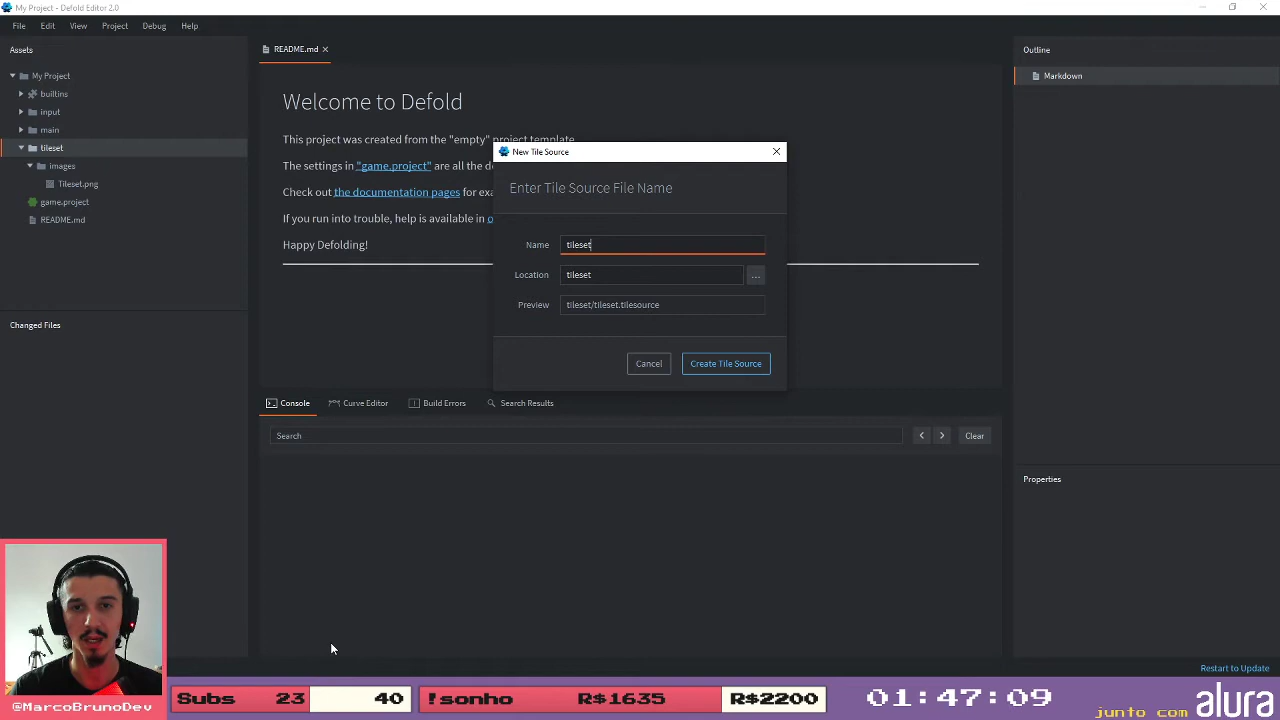 My Project - Defold Editor 2.0
File Edit View Project Debug Help
Assets
My Project
builtins
input
main
tileset
images
Tileset.png
game.project
README.md
Changed Files
README.md
Welcome to Defold
This project was created from the "empty" project template.
The settings in "game.project" are all the d
Check out the documentation pages for exa
If you run into trouble, help is available in o
Happy Defolding!
New Tile Source
Enter Tile Source File Name
Name tileset
Location tileset ...
Preview tileset/tileset.tilesource
Cancel Create Tile Source
Console Curve Editor Build Errors Search Results
Search Clear
Outline
Markdown
Properties
Restart to Update
@MarcoBrunoDev
Subs 23 40 !sonho R$1635 R$2200 01:47:09 junto com alura